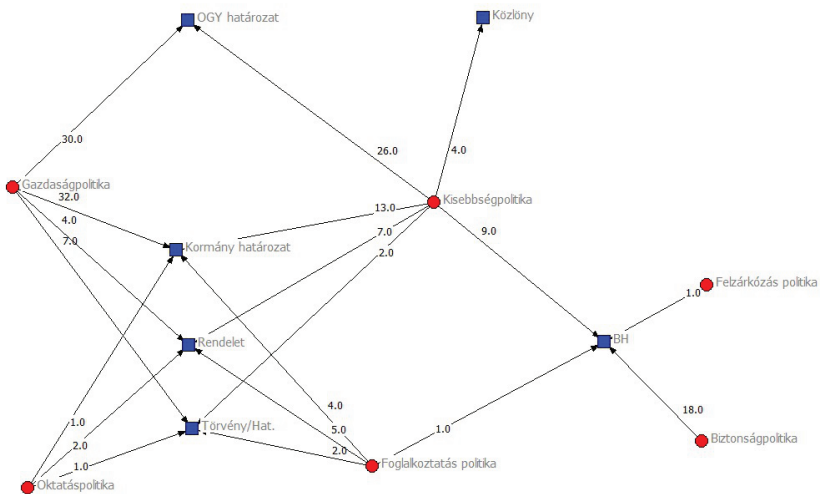 OGY határozat
Közlöny
30.0
26.0
4.0
Gazdaságpolitika
32.0
4.0
7.0
Kisebbségpolitika
13.0
7.0
2.0
9.0
Kormány határozat
Felzárkózás politika
1.0
Rendelet
BH
4.0
5.0
2.0
1.0
18.0
1.0
2.0
1.0
Törvény/Hat.
Biztonságpolitika
Foglalkoztatás politika
Oktatáspolitika